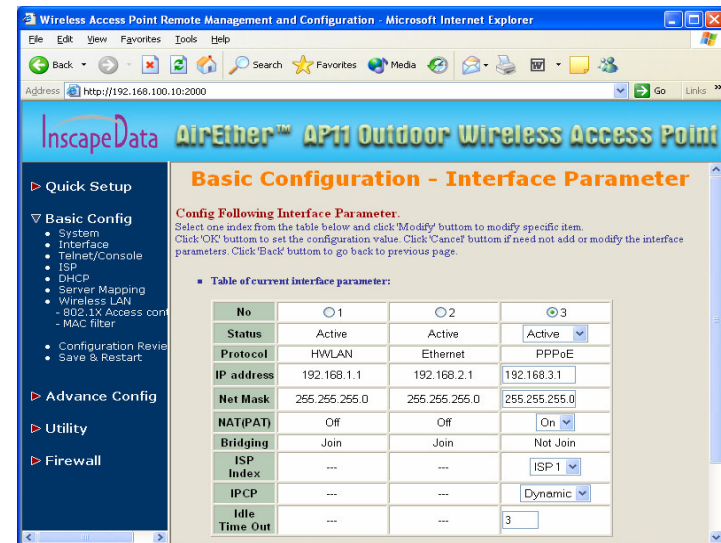 Wireless Access Point Remote Management and Configuration - Microsoft Internet Explorer
File Edit View Favorites Tools Help
Back Search Favorites Media
Address http://192.168.100.10:2000 Go Links »
InscapeData AirEther™ AP11 Outdoor Wireless Access Point
Quick Setup
Basic Config
System
Interface
Telnet/Console
ISP
DHCP
Server Mapping
Wireless LAN
- 802.1X Access cont
- MAC filter
Configuration Revie
Save & Restart
Advance Config
Utility
Firewall
Basic Configuration - Interface Parameter
Config Following Interface Parameter.
Select one index from the table below and click 'Modify' buttom to modify specific item.
Click 'OK' buttom to set the configuration value. Click 'Cancel' buttom if need not add or modify the interface
parameters. Click 'Back' buttom to go back to previous page.
Table of current interface parameter:
No 1 2 3
Status Active Active Active
Protocol HWLAN Ethernet PPPoE
IP address 192.168.1.1 192.168.2.1 192.168.3.1
Net Mask 255.255.255.0 255.255.255.0 255.255.255.0
NAT(PAT) Off Off On
Bridging Join Join Not Join
ISP
Index --- --- ISP 1
IPCP --- --- Dynamic
Idle
Time Out --- --- 3